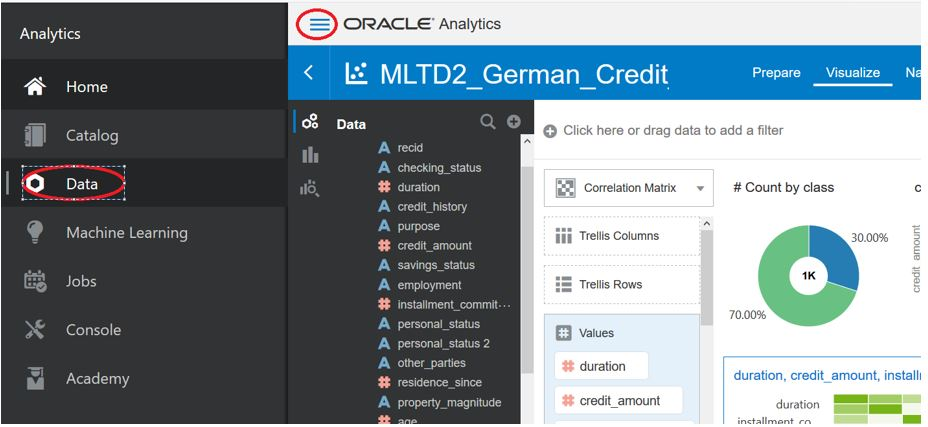 Analytics
Home
Catalog
Data
Machine Learning
Jobs
Console
Academy
ORACLE® Analytics
MLTD2_German_Credit
Prepare
Visualize
Na
Data
A recid
A checking_status
# duration
A credit_history
A purpose
# credit_amount
A savings_status
A employment
# installment_commit···
A personal_status
A personal_status 2
A other_parties
# residence_since
A property_magnitude
# age
Click here or drag data to add a filter
Correlation Matrix
Trellis Columns
Trellis Rows
# Values
# duration
# credit_amount
# Count by class
30.00%
1K
70.00%
c
credit_amount
duration, credit_amount, install
duration
installment_co